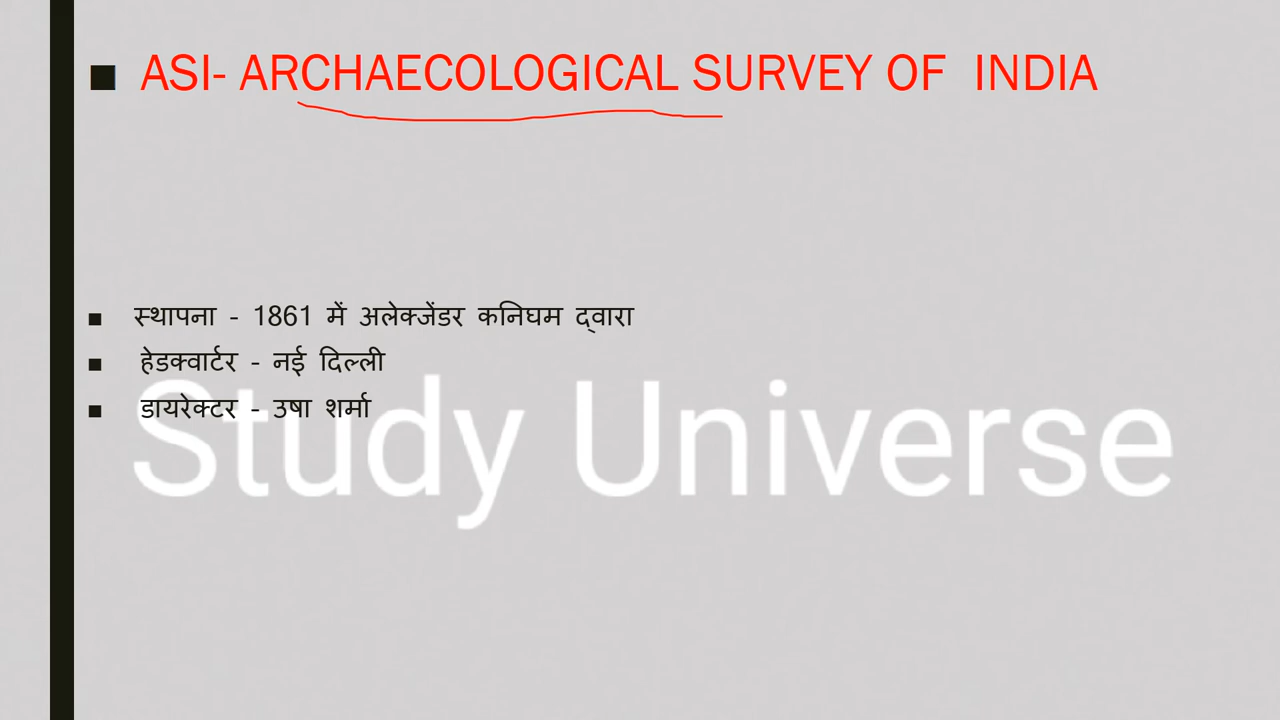 ■ ASI- ARCHAEOLOGICAL SURVEY OF INDIA
■ स्थापना - 1861 में अलेक्जेंडर कनिघम द्वारा
■ हेडक्वार्टर - नई दिल्ली
■ डायरेक्टर - उषा शर्मा
Study Universe